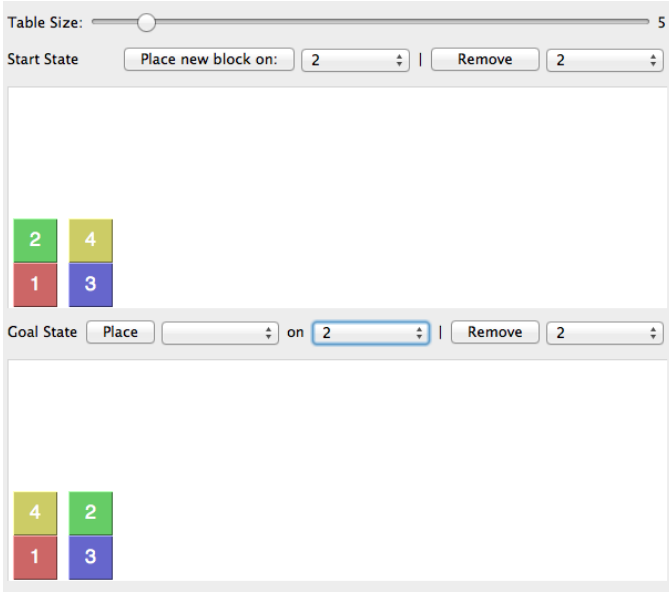 Table Size: 5
Start State Place new block on: 2 | Remove 2
2 4
1 3
Goal State Place on 2 | Remove 2
4 2
1 3